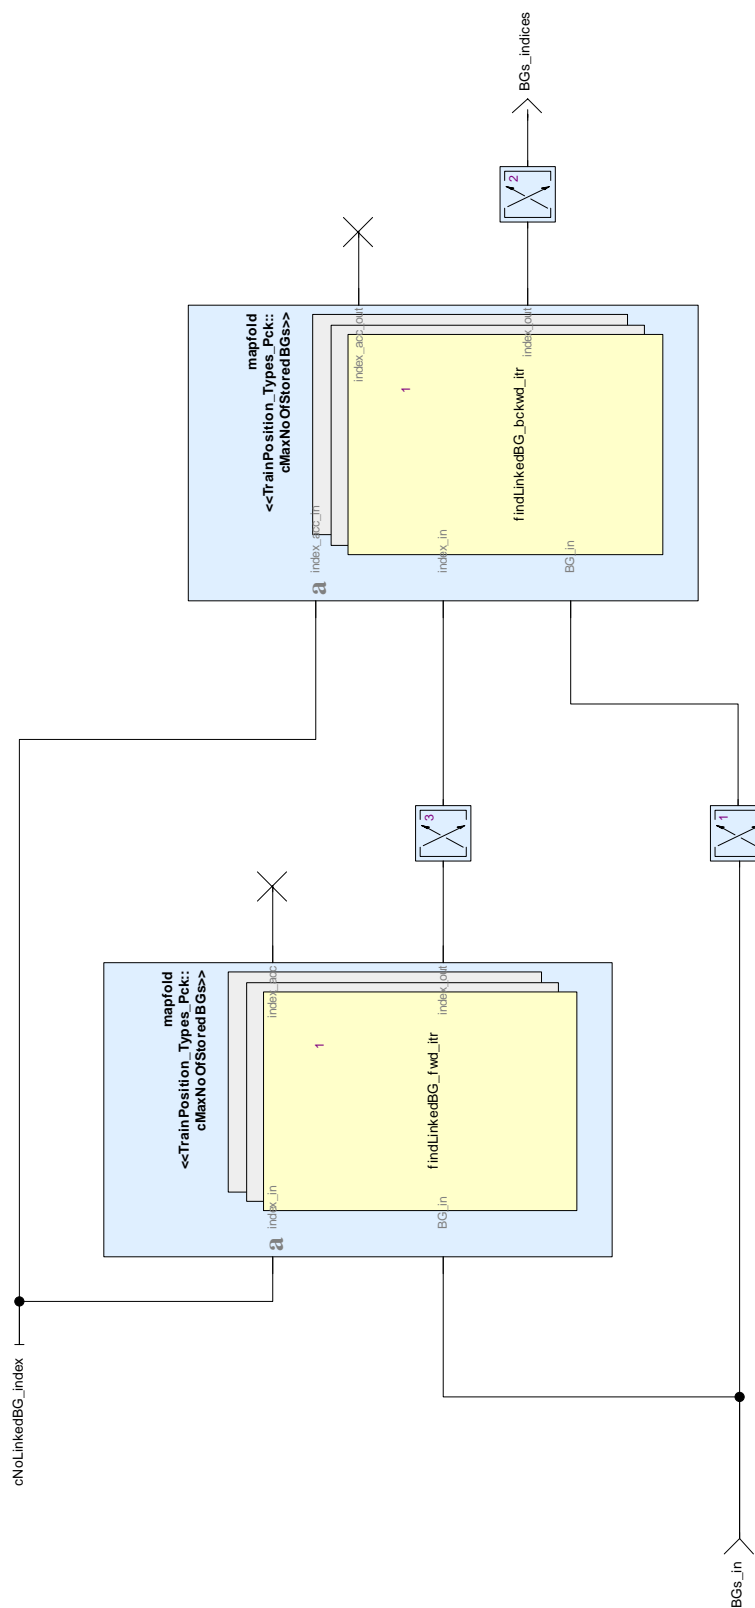 cNoLinkedBG_index
BGs_in
mapfold
<<TrainPosition_Types_Pck::
cMaxNoOfStoredBGs>>
a
index_in
BG_in
1
findLinkedBG_fwd_itr
index_acc
index_out
3
1
mapfold
<<TrainPosition_Types_Pck::
cMaxNoOfStoredBGs>>
a
index_acc_in
index_in
BG_in
1
findLinkedBG_bckwd_itr
index_acc_out
index_out
2
BGs_indices